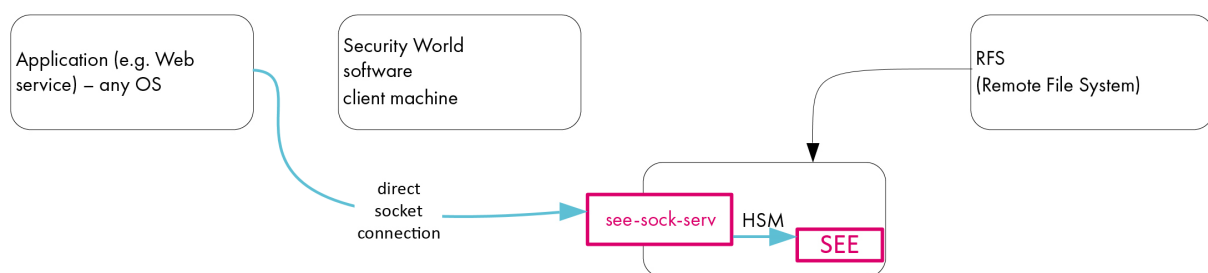 Application (e.g. Web
service) – any OS
Security World
software
client machine
RFS
(Remote File System)
direct
socket
connection
see-sock-serv
HSM
SEE